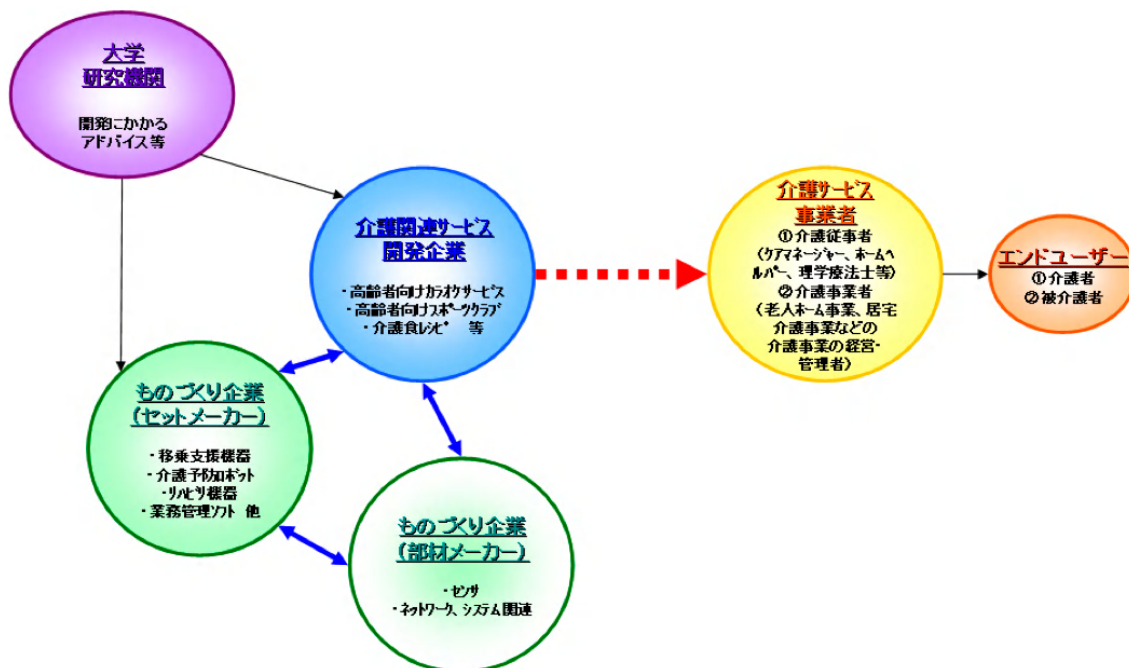 大学
研究機関
開発にかかる
アドバイス等
介護関連サービス
開発企業
・高齢者向けカラオケサービス
・高齢者向けスポーツクラブ
・介護食レシピ 等
介護サービス
事業者
①介護従事者
(ケアマネージャー、ホームヘ
ルパー、理学療法士等)
②介護事業者
(老人ホーム事業、居宅
介護事業などの
介護事業の経営・
管理者)
エンドユーザー
①介護者
②被介護者
ものづくり企業
(セットメーカー)
・移乗支援機器
・介護予防ロボット
・リハビリ機器
・業務管理ソフト 他
ものづくり企業
(部材メーカー)
・センサ
・ネットワーク、システム関連